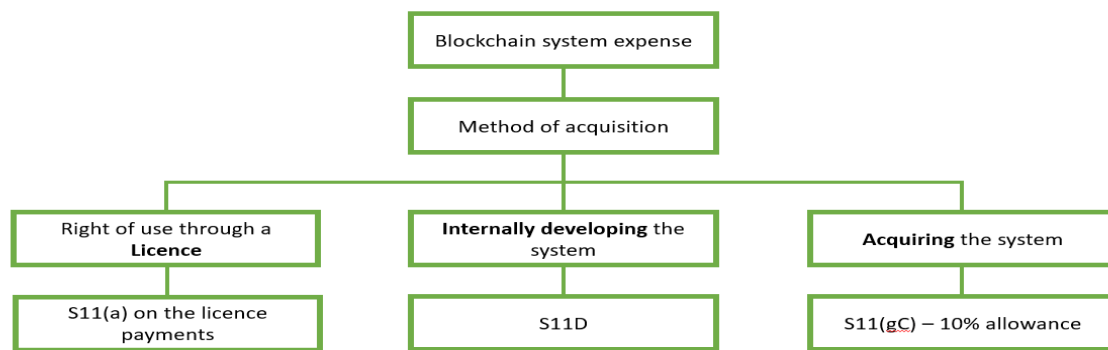 Blockchain system expense
Method of acquisition
Right of use through a
Licence
Internally developing the
system
Acquiring the system
S11(a) on the licence
payments
S11D
S11(gC) – 10% allowance